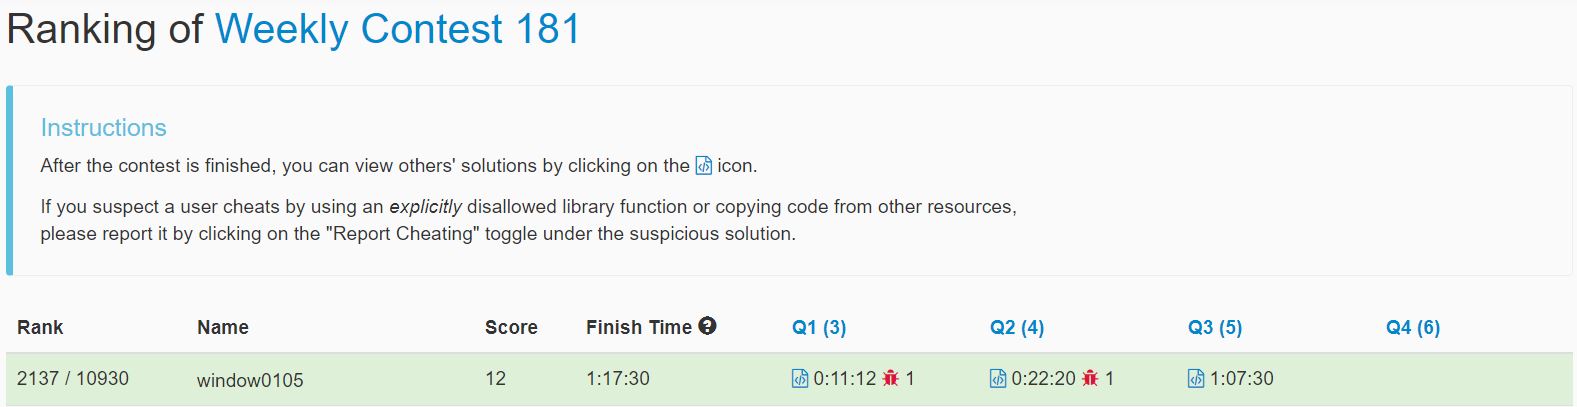 Ranking of Weekly Contest 181
Instructions
After the contest is finished, you can view others' solutions by clicking on the icon.
If you suspect a user cheats by using an explicitly disallowed library function or copying code from other resources,
please report it by clicking on the "Report Cheating" toggle under the suspicious solution.
Rank Name Score Finish Time Q1 (3) Q2 (4) Q3 (5) Q4 (6)
2137 / 10930 window0105 12 1:17:30 0:11:12 1 0:22:20 1 1:07:30